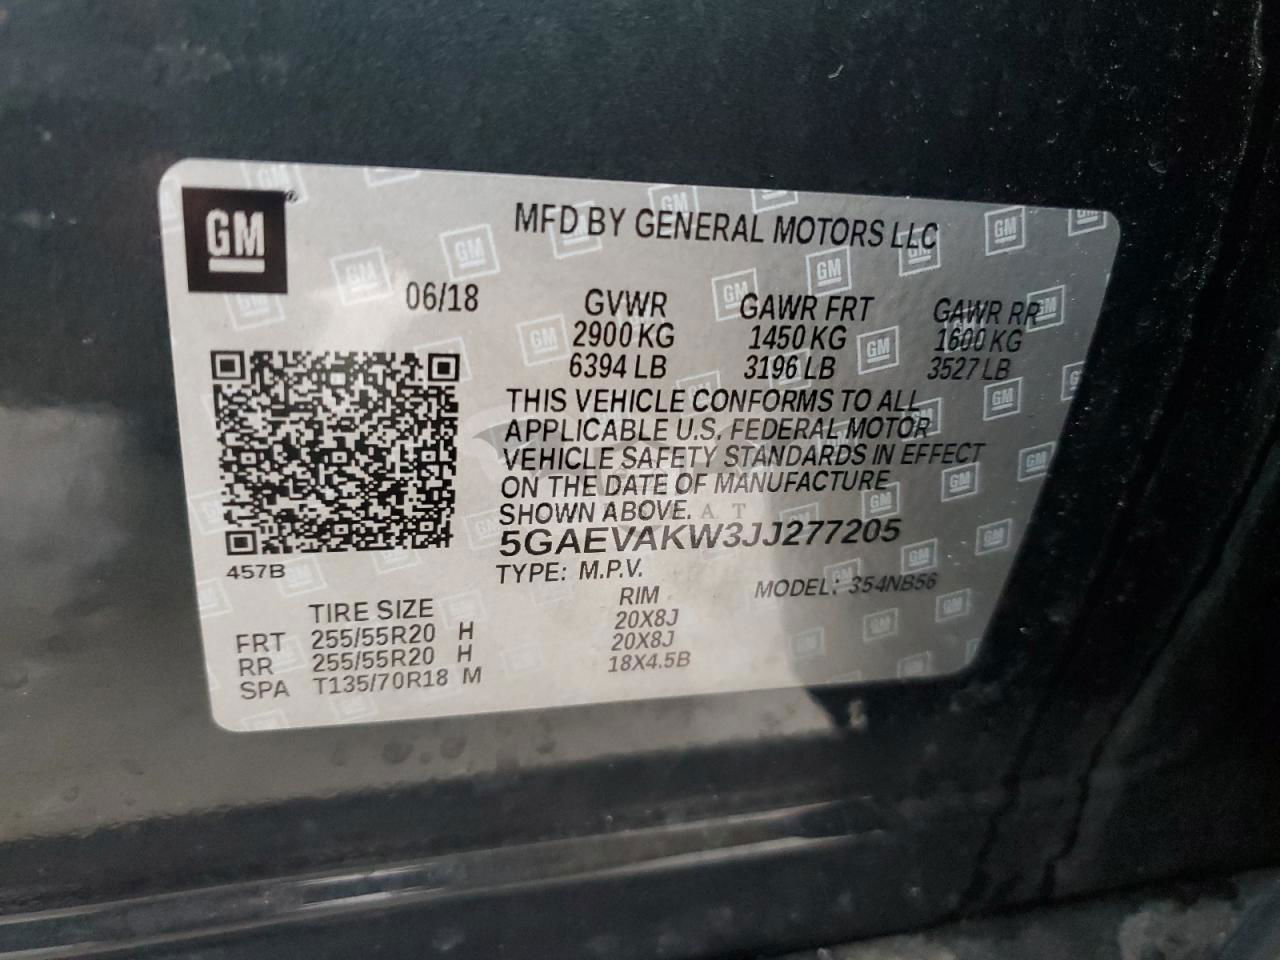 GM
MFD BY GENERAL MOTORS LLC
06/18
GVWR GAWR FRT GAWR RR
2900 KG 1450 KG 1600 KG
6394 LB 3196 LB 3527 LB
THIS VEHICLE CONFORMS TO ALL
APPLICABLE U.S. FEDERAL MOTOR
VEHICLE SAFETY STANDARDS IN EFFECT
ON THE DATE OF MANUFACTURE
SHOWN ABOVE.
5GAEVAKW3JJ277205
457B
TYPE: M.P.V. MODEL: 354NB56
TIRE SIZE RIM
FRT 255/55R20 H 20X8J
RR 255/55R20 H 20X8J
SPA T135/70R18 M 18X4.5B